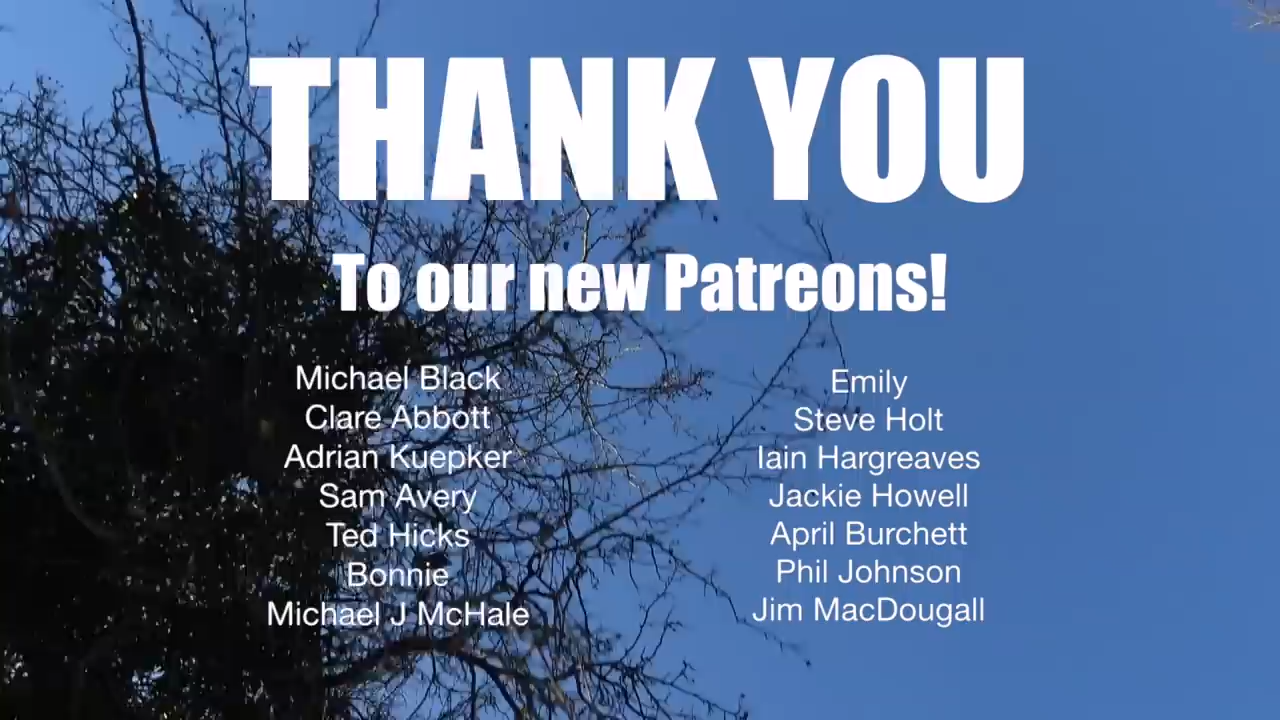 THANK YOU
To our new Patreons!
Michael Black
Clare Abbott
Adrian Kuepker
Sam Avery
Ted Hicks
Bonnie
Michael J McHale
Emily
Steve Holt
Iain Hargreaves
Jackie Howell
April Burchett
Phil Johnson
Jim MacDougall